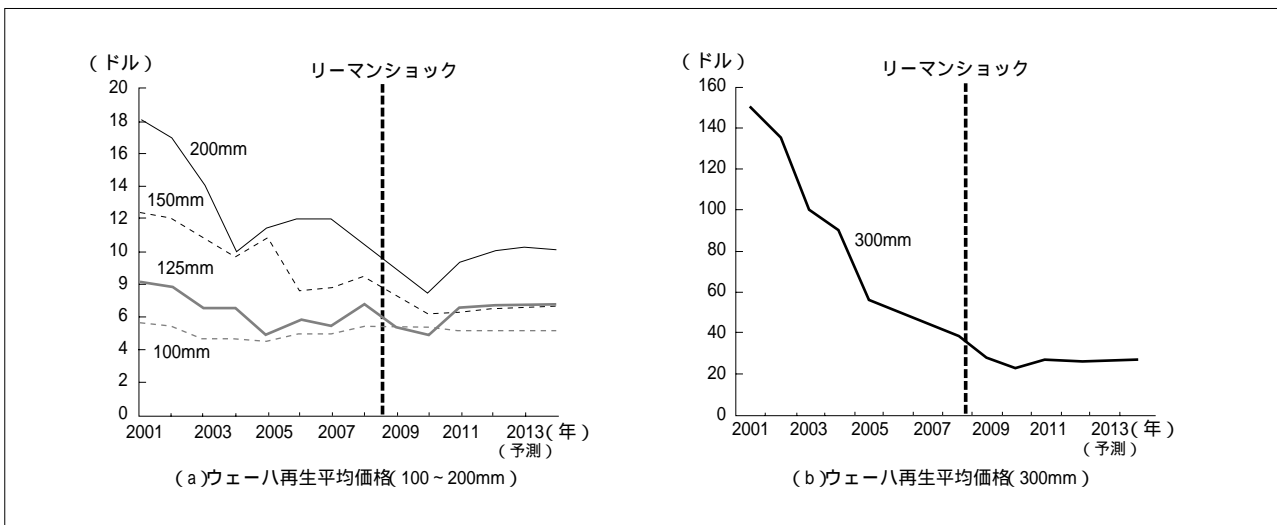 （ドル）
リーマンショック
20
18
16
14
12
10
9
6
4
2
0
200mm
150mm
125mm
100mm
2001 2003 2005 2007 2009 2011 2013（年）
（予測）
（a）ウェーハ再生平均価格（100～200mm）
（ドル）
リーマンショック
160
140
120
100
80
60
40
20
0
300mm
2001 2003 2005 2007 2009 2011 2013（年）
（予測）
（b）ウェーハ再生平均価格（300mm）